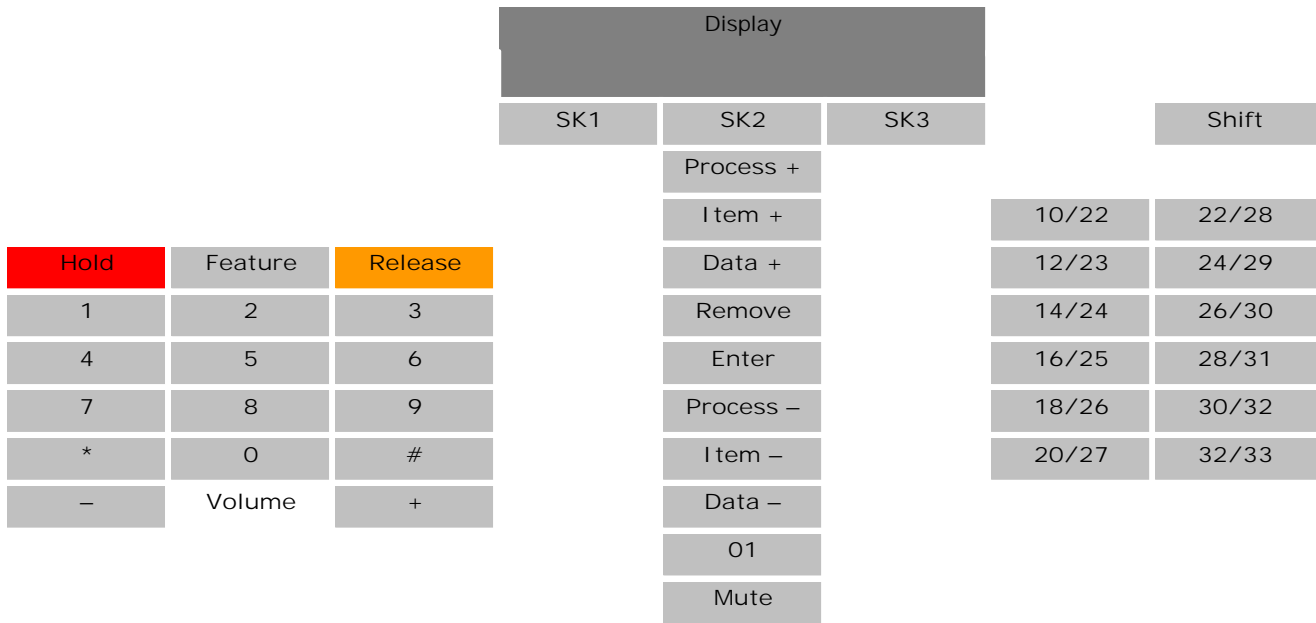 Display
SK1 SK2 SK3 Shift
Process +
Item + 10/22 22/28
Hold Feature Release Data + 12/23 24/29
1 2 3 Remove 14/24 26/30
4 5 6 Enter 16/25 28/31
7 8 9 Process – 18/26 30/32
* 0 # Item – 20/27 32/33
– Volume + Data –
01
Mute